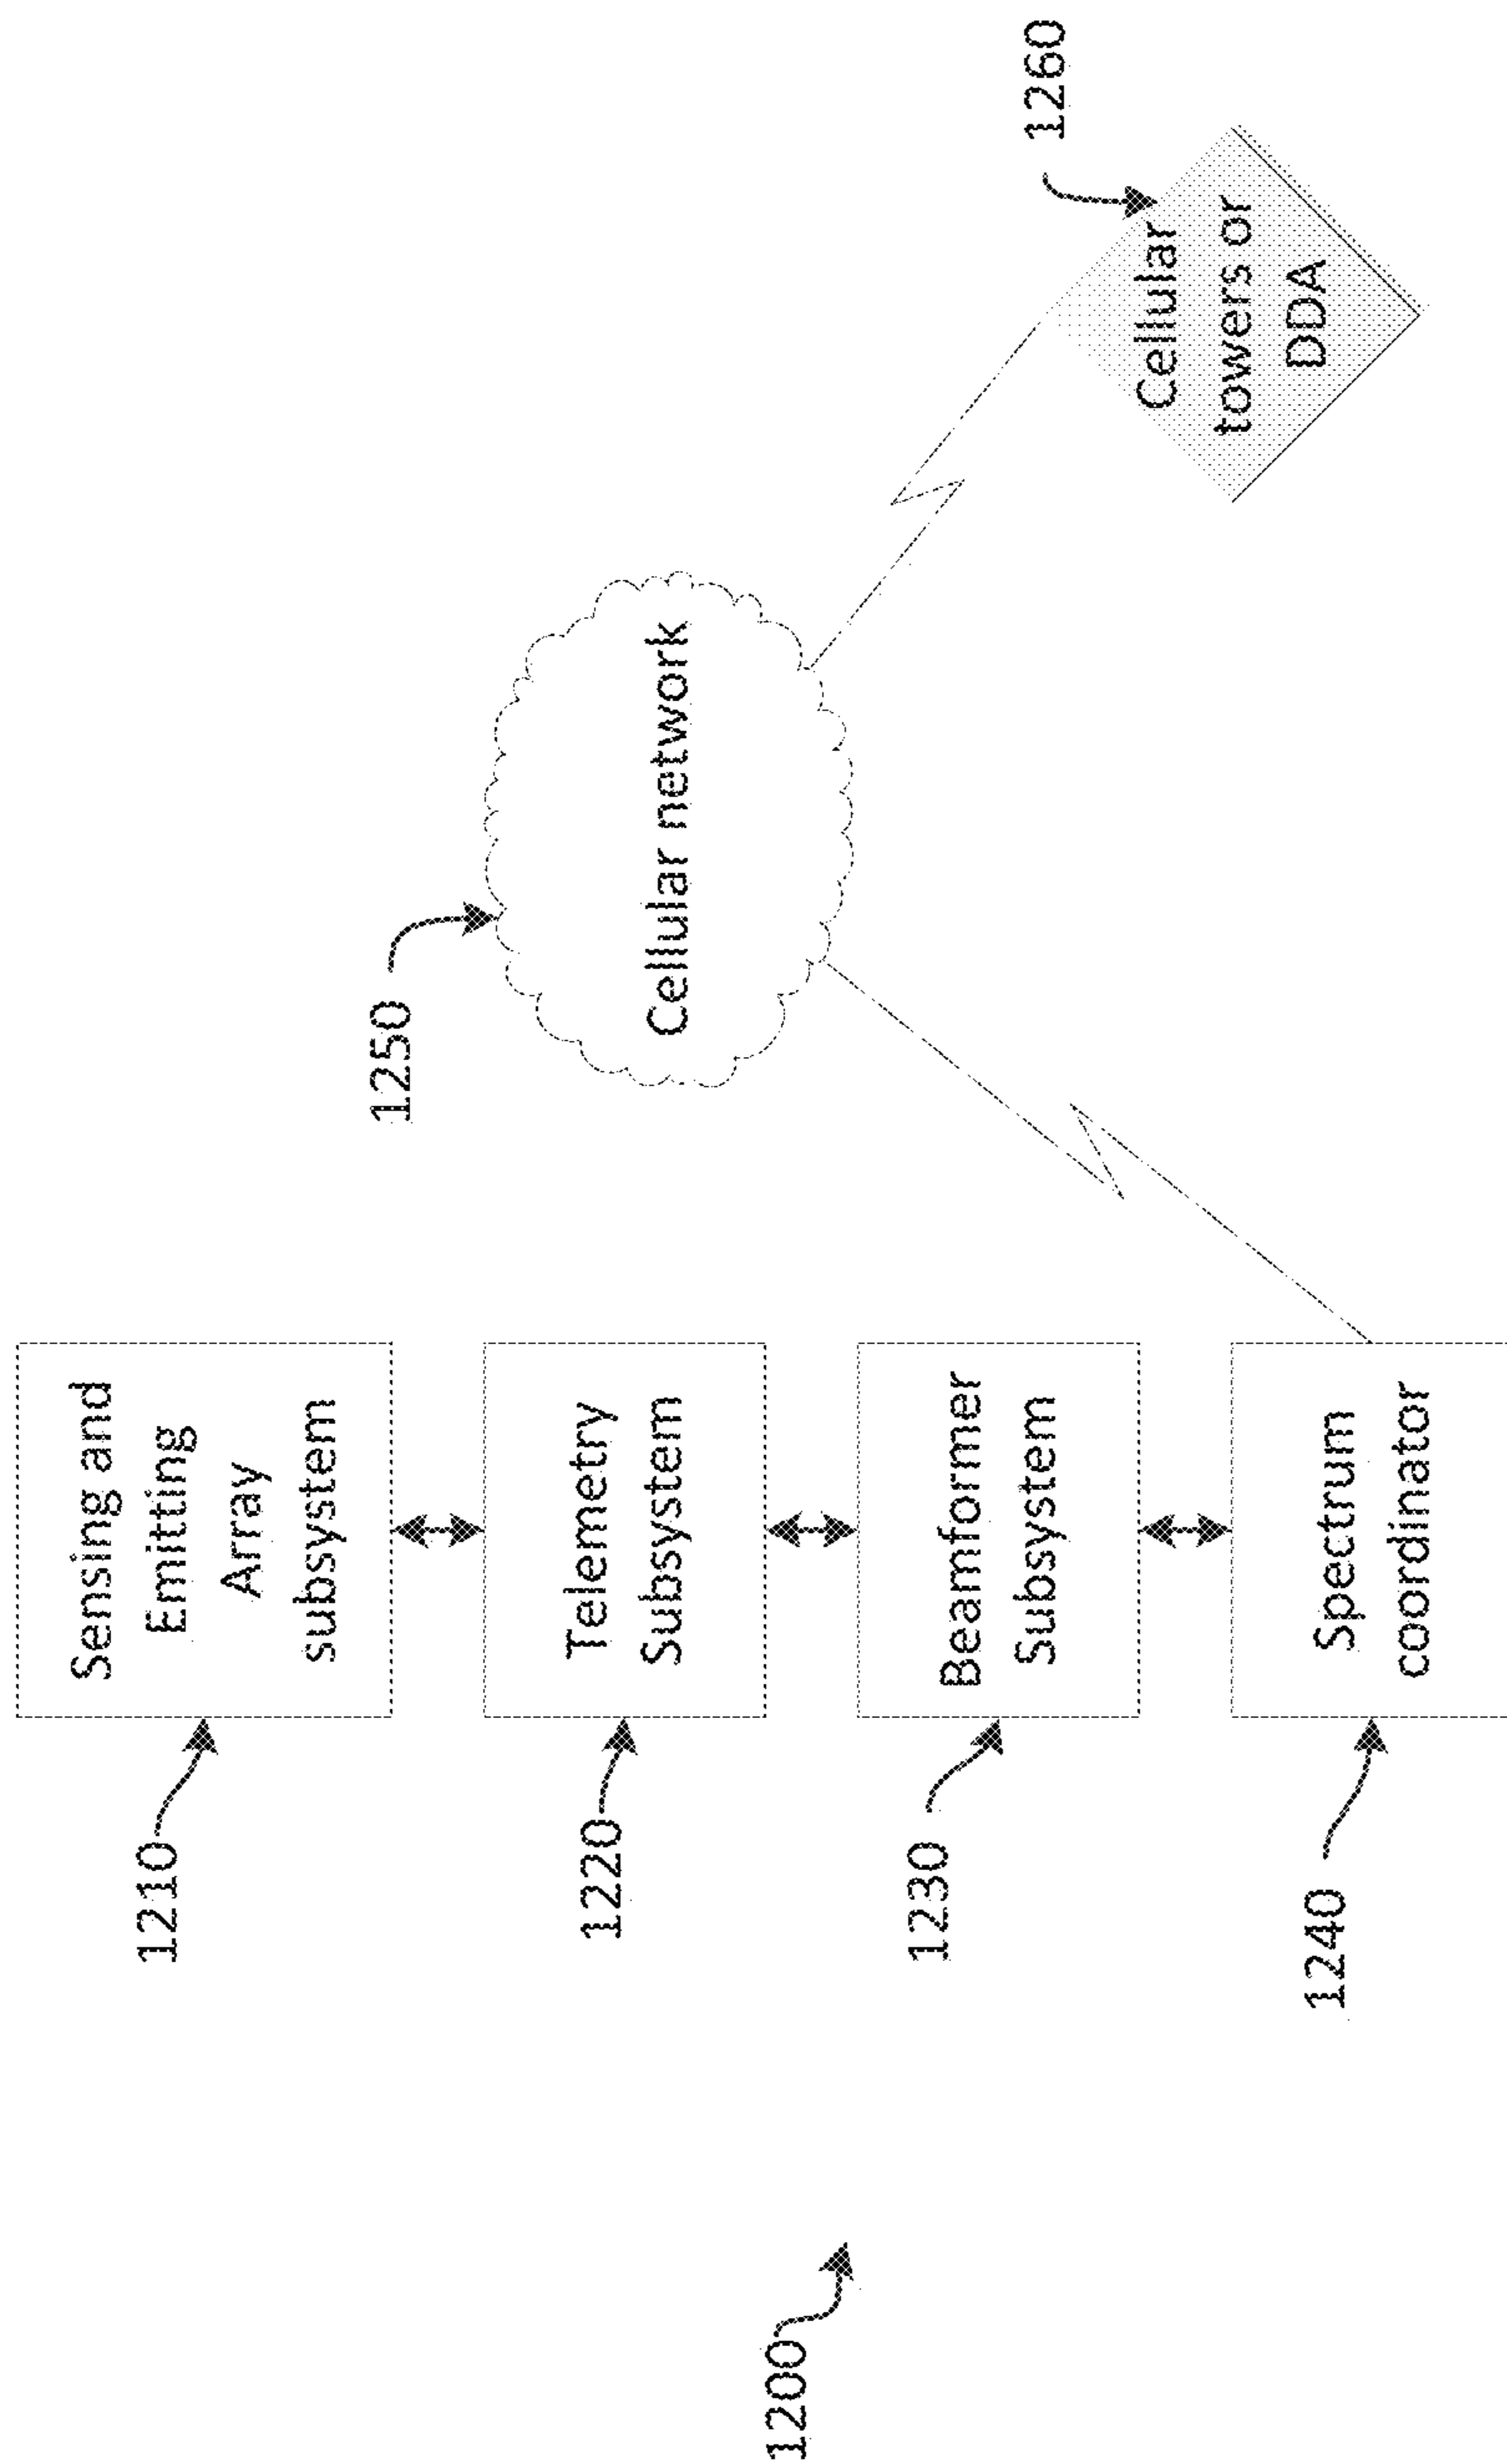 1200
1210
Sensing and
Emitting
Array
subsystem
1220
Telemetry
Subsystem
1230
Beamformer
Subsystem
1240
Spectrum
coordinator
1250
Cellular network
1260
Cellular
towers or
DDA